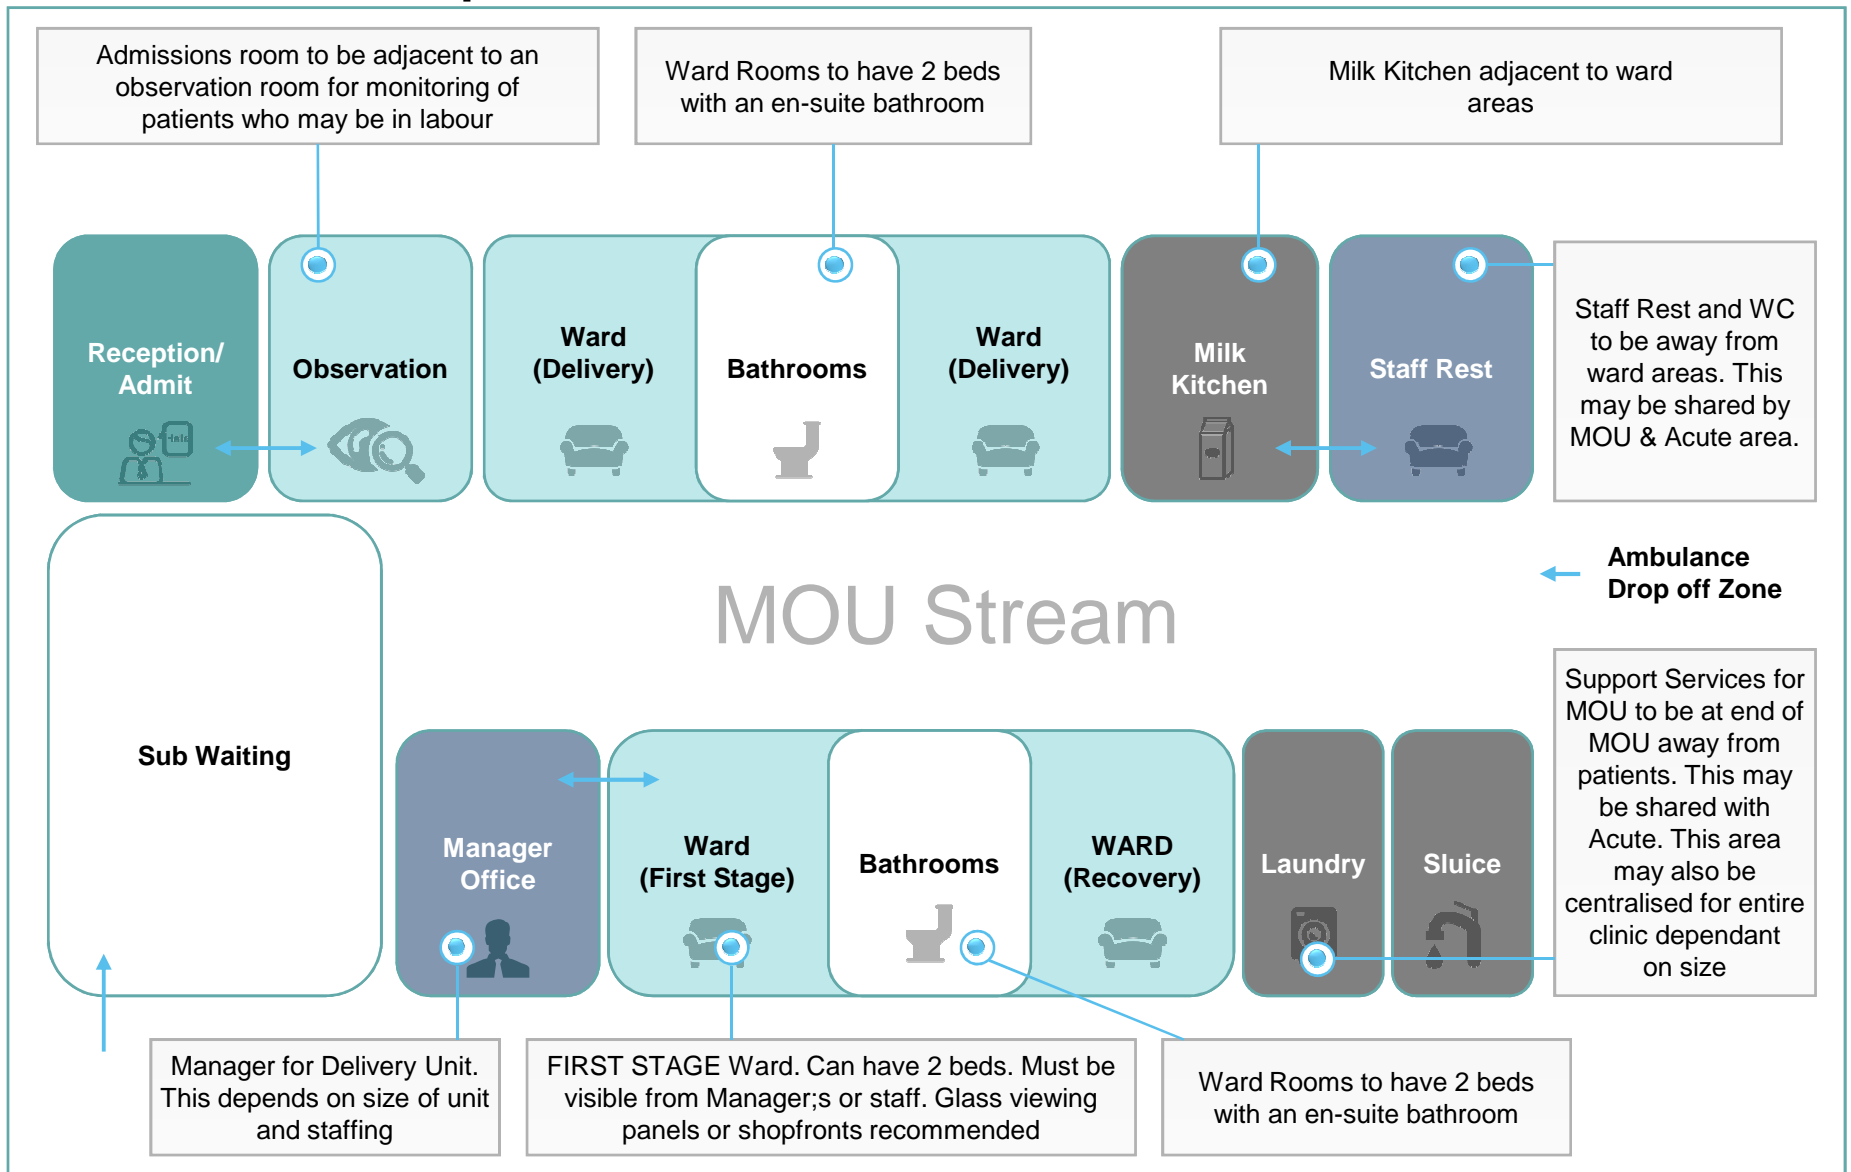 Admissions room to be adjacent to an
observation room for monitoring of
patients who may be in labour
Ward Rooms to have 2 beds
with an en-suite bathroom
Milk Kitchen adjacent to ward
areas
Reception/
Admit
Observation
Ward
(Delivery)
Bathrooms
Ward
(Delivery)
Milk
Kitchen
Staff Rest
Staff Rest and WC
to be away from
ward areas. This
may be shared by
MOU & Acute area.
MOU Stream
Ambulance
Drop off Zone
Sub Waiting
Manager
Office
Ward
(First Stage)
Bathrooms
WARD
(Recovery)
Laundry
Sluice
Support Services for
MOU to be at end of
MOU away from
patients. This may
be shared with
Acute. This area
may also be
centralised for entire
clinic dependant
on size
Manager for Delivery Unit.
This depends on size of unit
and staffing
FIRST STAGE Ward. Can have 2 beds. Must be
visible from Manager;s or staff. Glass viewing
panels or shopfronts recommended
Ward Rooms to have 2 beds
with an en-suite bathroom